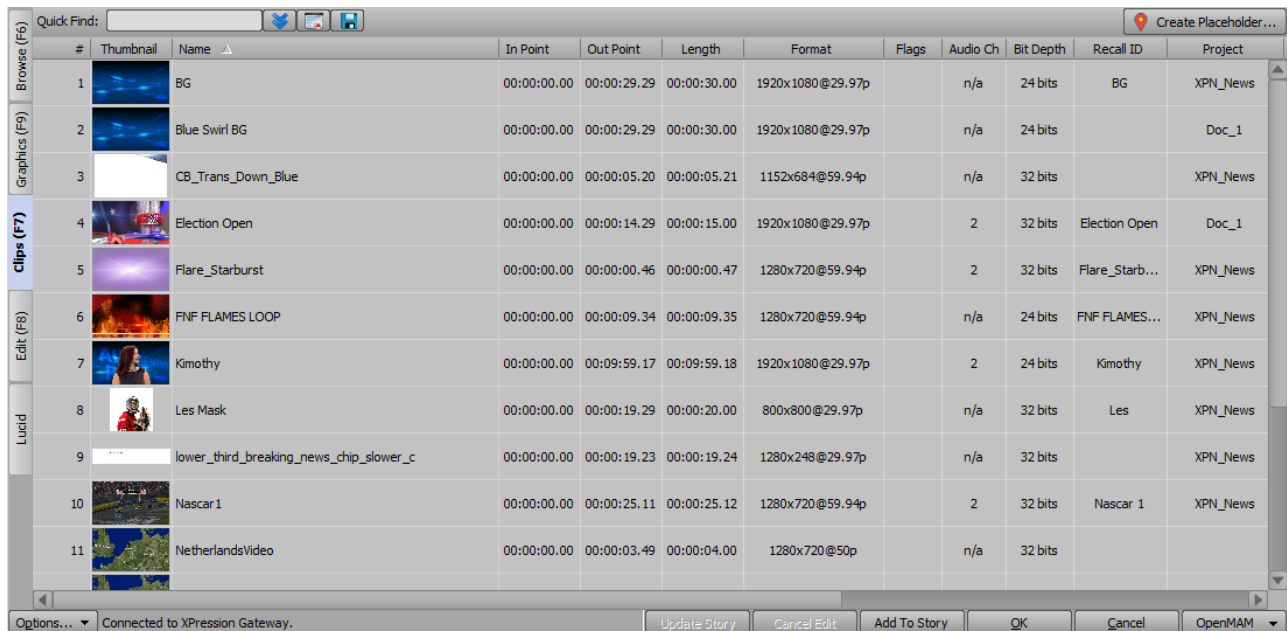 Quick Find:
Create Placeholder...
# Thumbnail Name In Point Out Point Length Format Flags Audio Ch Bit Depth Recall ID Project
1 BG 00:00:00.00 00:00:29.29 00:00:30.00 1920x1080@29.97p n/a 24 bits BG XPN_News
2 Blue Swirl BG 00:00:00.00 00:00:29.29 00:00:30.00 1920x1080@29.97p n/a 24 bits Doc_1
3 CB_Trans_Down_Blue 00:00:00.00 00:00:05.20 00:00:05.21 1152x684@59.94p n/a 32 bits XPN_News
4 Election Open 00:00:00.00 00:00:14.29 00:00:15.00 1920x1080@29.97p 2 32 bits Election Open Doc_1
5 Flare_Starburst 00:00:00.00 00:00:00.46 00:00:00.47 1280x720@59.94p 2 32 bits Flare_Starb... XPN_News
6 FNF FLAMES LOOP 00:00:00.00 00:00:09.34 00:00:09.35 1280x720@59.94p n/a 24 bits FNF FLAMES... XPN_News
7 Kimothy 00:00:00.00 00:09:59.17 00:09:59.18 1920x1080@29.97p 2 24 bits Kimothy XPN_News
8 Les Mask 00:00:00.00 00:00:19.29 00:00:20.00 800x800@29.97p n/a 32 bits Les XPN_News
9 lower_third_breaking_news_chip_slower_c 00:00:00.00 00:00:19.23 00:00:19.24 1280x248@29.97p n/a 32 bits XPN_News
10 Nascar1 00:00:00.00 00:00:25.11 00:00:25.12 1280x720@59.94p 2 32 bits Nascar 1 XPN_News
11 NetherlandsVideo 00:00:00.00 00:00:03.49 00:00:04.00 1280x720@50p n/a 32 bits
Browse (F6)
Graphics (F9)
Clips (F7)
Edit (F8)
Lucid
Options... Connected to XPression Gateway. Update Story Cancel Edit Add To Story OK Cancel OpenMAM